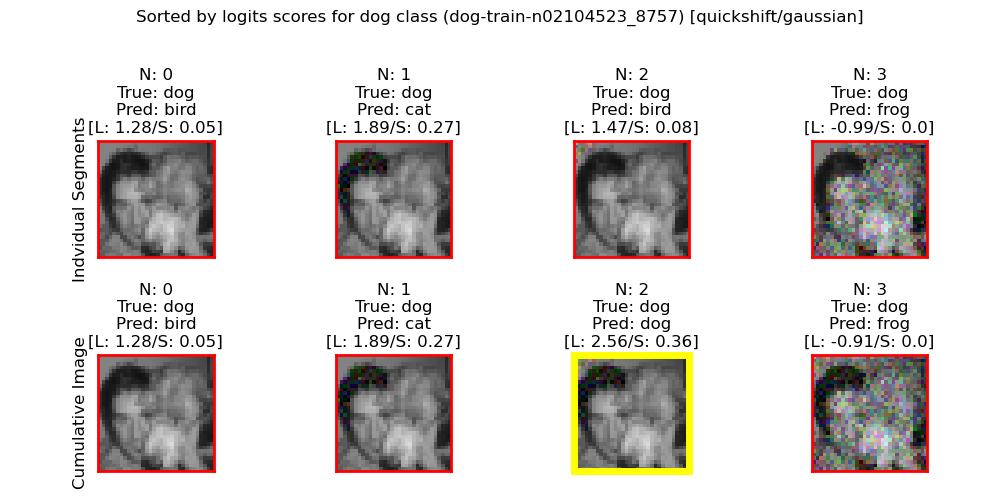 Sorted by logits scores for dog class (dog-train-n02104523_8757) [quickshift/gaussian]
Indvidual Segments
N: 0
True: dog
Pred: bird
[L: 1.28/S: 0.05]
N: 1
True: dog
Pred: cat
[L: 1.89/S: 0.27]
N: 2
True: dog
Pred: bird
[L: 1.47/S: 0.08]
N: 3
True: dog
Pred: frog
[L: -0.99/S: 0.0]
Cumulative Image
N: 0
True: dog
Pred: bird
[L: 1.28/S: 0.05]
N: 1
True: dog
Pred: cat
[L: 1.89/S: 0.27]
N: 2
True: dog
Pred: dog
[L: 2.56/S: 0.36]
N: 3
True: dog
Pred: frog
[L: -0.91/S: 0.0]